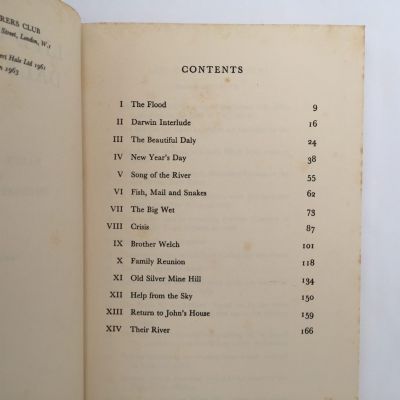 RERS CLUB
Street, London, W.1
ert Hale Ltd 1961
n 1963
CONTENTS
I The Flood 9
II Darwin Interlude 16
III The Beautiful Daly 24
IV New Year's Day 38
V Song of the River 55
VI Fish, Mail and Snakes 62
VII The Big Wet 73
VIII Crisis 87
IX Brother Welch 101
X Family Reunion 118
XI Old Silver Mine Hill 134
XII Help from the Sky 150
XIII Return to John's House 159
XIV Their River 166